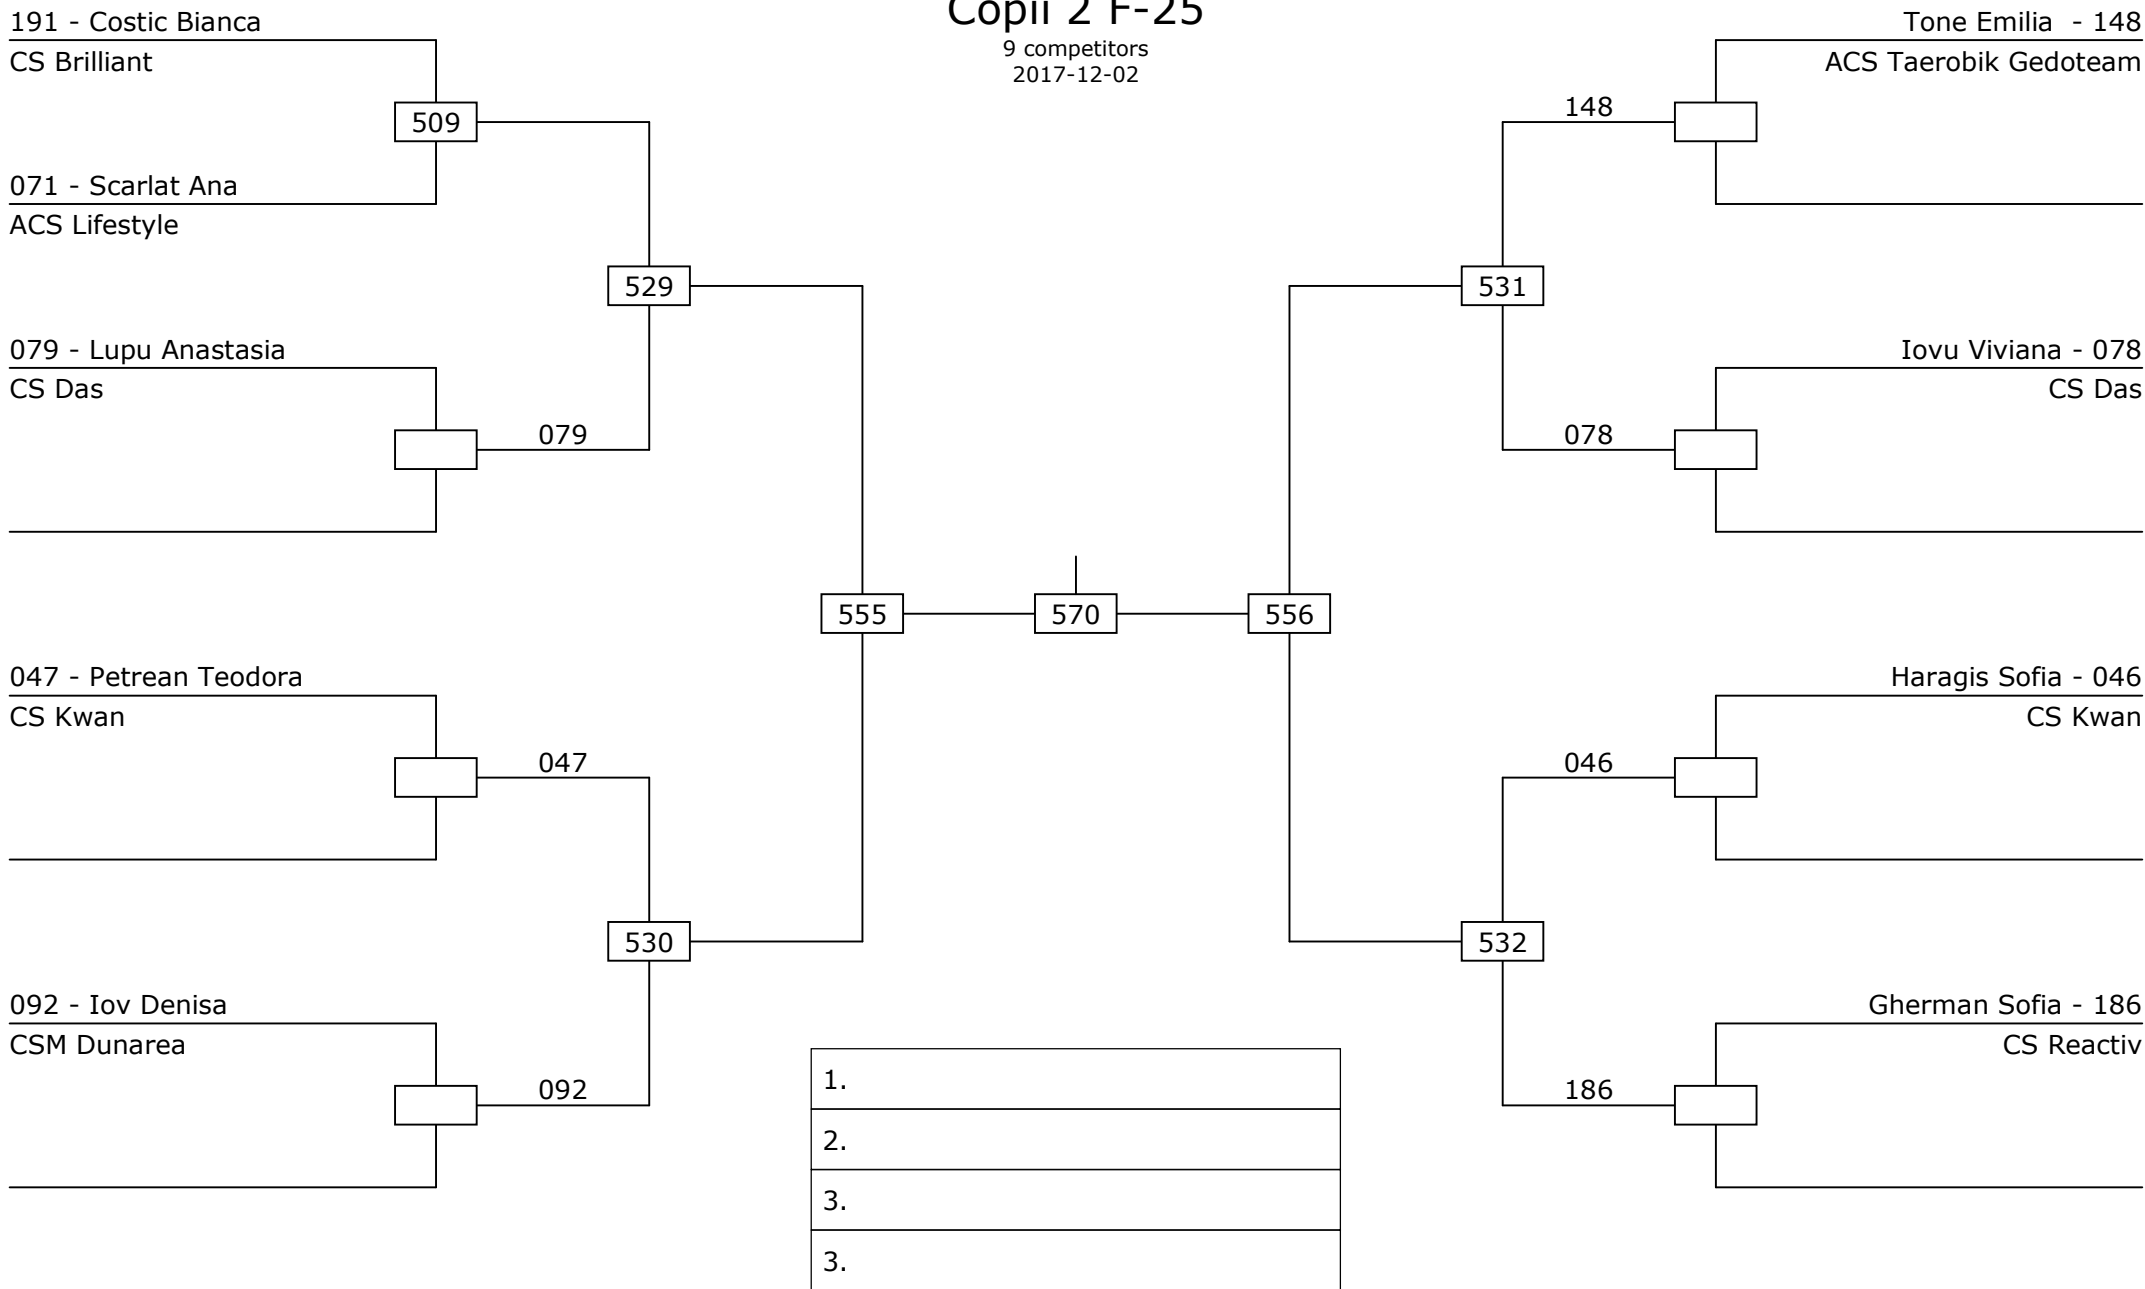 Copii 2 F-25
9 competitors
2017-12-02
191 - Costic Bianca
CS Brilliant
509
071 - Scarlat Ana
ACS Lifestyle
529
079 - Lupu Anastasia
CS Das
079
555
047 - Petrean Teodora
CS Kwan
047
530
092 - Iov Denisa
CSM Dunarea
092
570
Tone Emilia - 148
ACS Taerobik Gedoteam
148
531
Iovu Viviana - 078
CS Das
078
556
Haragis Sofia - 046
CS Kwan
046
532
Gherman Sofia - 186
CS Reactiv
186
1.
2.
3.
3.